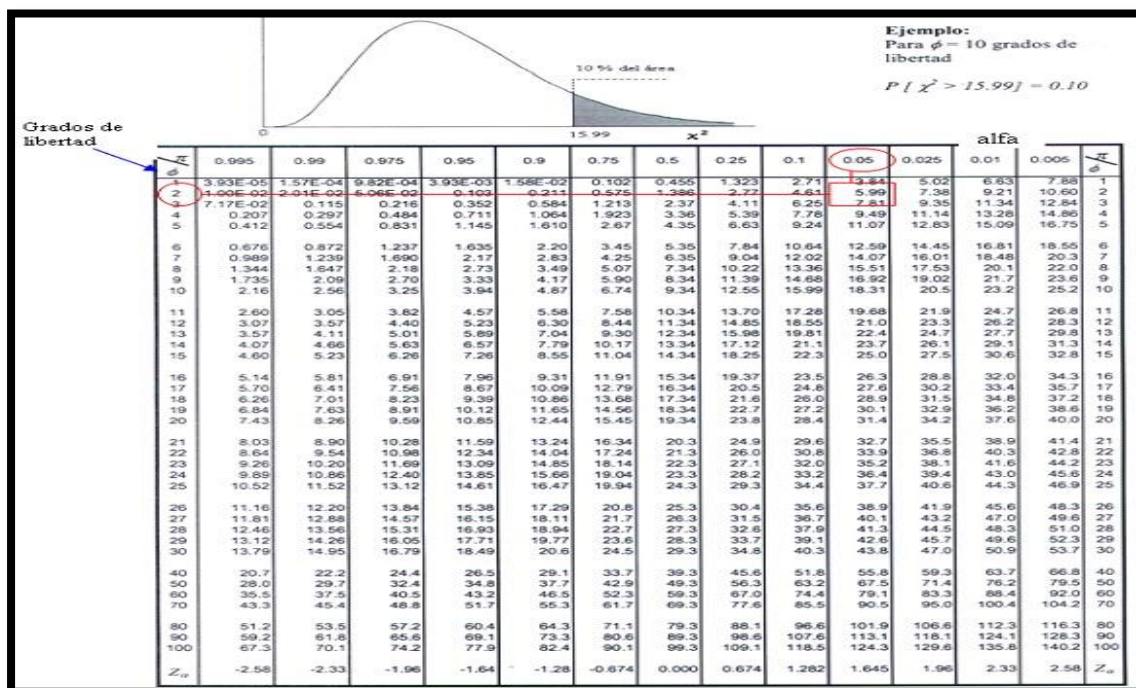 Ejemplo:
Para ϕ = 10 grados de
libertad
P [ χ² > 15.99] = 0.10
10 % del área
Grados de
libertad
0
15.99
x²
alfa
ϕ 0.995 0.99 0.975 0.95 0.9 0.75 0.5 0.25 0.1 0.05 0.025 0.01 0.005 ϕ
1 3.93E-05 1.57E-04 9.82E-04 3.93E-03 1.58E-02 0.102 0.455 1.323 2.71 3.84 5.02 6.63 7.88 1
2 1.00E-02 2.01E-02 5.06E-02 0.103 0.211 0.575 1.386 2.77 4.61 5.99 7.38 9.21 10.60 2
3 7.17E-02 0.115 0.216 0.352 0.584 1.213 2.37 4.11 6.25 7.81 9.35 11.34 12.84 3
4 0.207 0.297 0.484 0.711 1.064 1.923 3.36 5.39 7.78 9.49 11.14 13.28 14.86 4
5 0.412 0.554 0.831 1.145 1.610 2.67 4.35 6.63 9.24 11.07 12.83 15.09 16.75 5
6 0.676 0.872 1.237 1.635 2.20 3.45 5.35 7.84 10.64 12.59 14.45 16.81 18.55 6
7 0.989 1.239 1.690 2.17 2.83 4.25 6.35 9.04 12.02 14.07 16.01 18.48 20.3 7
8 1.344 1.647 2.18 2.73 3.49 5.07 7.34 10.22 13.36 15.51 17.53 20.1 22.0 8
9 1.735 2.09 2.70 3.33 4.17 5.90 8.34 11.39 14.68 16.92 19.02 21.7 23.6 9
10 2.16 2.56 3.25 3.94 4.87 6.74 9.34 12.55 15.99 18.31 20.5 23.2 25.2 10
11 2.60 3.05 3.82 4.57 5.58 7.58 10.34 13.70 17.28 19.68 21.9 24.7 26.8 11
12 3.07 3.57 4.40 5.23 6.30 8.44 11.34 14.85 18.55 21.0 23.3 26.2 28.3 12
13 3.57 4.11 5.01 5.89 7.04 9.30 12.34 15.98 19.81 22.4 24.7 27.7 29.8 13
14 4.07 4.66 5.63 6.57 7.79 10.17 13.34 17.12 21.1 23.7 26.1 29.1 31.3 14
15 4.60 5.23 6.26 7.26 8.55 11.04 14.34 18.25 22.3 25.0 27.5 30.6 32.8 15
16 5.14 5.81 6.91 7.96 9.31 11.91 15.34 19.37 23.5 26.3 28.8 32.0 34.3 16
17 5.70 6.41 7.56 8.67 10.09 12.79 16.34 20.5 24.8 27.6 30.2 33.4 35.7 17
18 6.26 7.01 8.23 9.39 10.86 13.68 17.34 21.6 26.0 28.9 31.5 34.8 37.2 18
19 6.84 7.63 8.91 10.12 11.65 14.56 18.34 22.7 27.2 30.1 32.9 36.2 38.6 19
20 7.43 8.26 9.59 10.85 12.44 15.45 19.34 23.8 28.4 31.4 34.2 37.6 40.0 20
21 8.03 8.90 10.28 11.59 13.24 16.34 20.3 24.9 29.6 32.7 35.5 38.9 41.4 21
22 8.64 9.54 10.98 12.34 14.04 17.24 21.3 26.0 30.8 33.9 36.8 40.3 42.8 22
23 9.26 10.20 11.69 13.09 14.85 18.14 22.3 27.1 32.0 35.2 38.1 41.6 44.2 23
24 9.89 10.86 12.40 13.85 15.66 19.04 23.3 28.2 33.2 36.4 39.4 43.0 45.6 24
25 10.52 11.52 13.12 14.61 16.47 19.94 24.3 29.3 34.4 37.7 40.6 44.3 46.9 25
26 11.16 12.20 13.84 15.38 17.29 20.8 25.3 30.4 35.6 38.9 41.9 45.6 48.3 26
27 11.81 12.88 14.57 16.15 18.11 21.7 26.3 31.5 36.7 40.1 43.2 47.0 49.6 27
28 12.46 13.56 15.31 16.93 18.94 22.7 27.3 32.6 37.9 41.3 44.5 48.3 51.0 28
29 13.12 14.26 16.05 17.71 19.77 23.6 28.3 33.7 39.1 42.6 45.7 49.6 52.3 29
30 13.79 14.95 16.79 18.49 20.6 24.5 29.3 34.8 40.3 43.8 47.0 50.9 53.7 30
40 20.7 22.2 24.4 26.5 29.1 33.7 39.3 45.6 51.8 55.8 59.3 63.7 66.8 40
50 28.0 29.7 32.4 34.8 37.7 42.9 49.3 56.3 63.2 67.5 71.4 76.2 79.5 50
60 35.5 37.5 40.5 43.2 46.5 52.3 59.3 67.0 74.4 79.1 83.3 88.4 92.0 60
70 43.3 45.4 48.8 51.7 55.3 61.7 69.3 77.6 85.5 90.5 95.0 100.4 104.2 70
80 51.2 53.5 57.2 60.4 64.3 71.1 79.3 88.1 96.6 101.9 106.6 112.3 116.3 80
90 59.2 61.8 65.6 69.1 73.3 80.6 89.3 98.6 107.6 113.1 118.1 124.1 128.3 90
100 67.3 70.1 74.2 77.9 82.4 90.1 99.3 109.1 118.5 124.3 129.6 135.8 140.2 100
Zα -2.58 -2.33 -1.96 -1.64 -1.28 -0.674 0.000 0.674 1.282 1.645 1.96 2.33 2.58 Zα